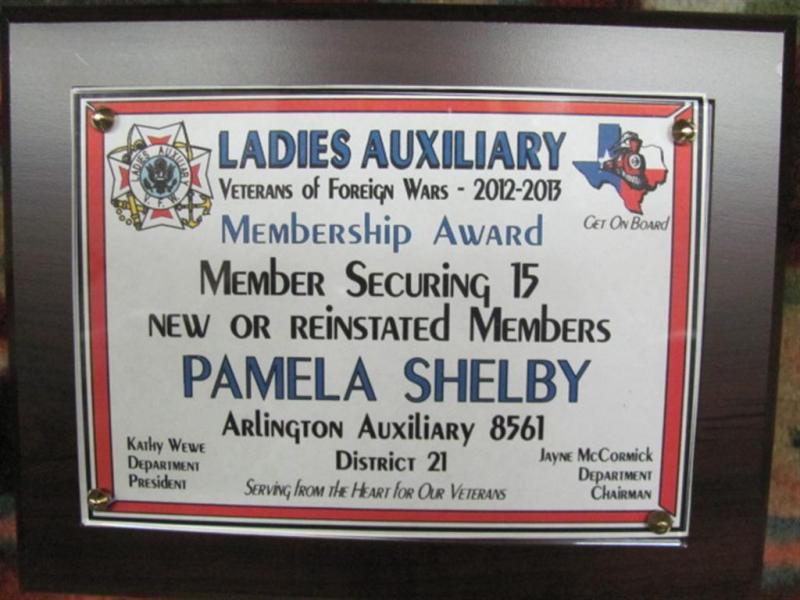 LADIES AUXILIARY
V.F.W.
LADIES AUXILIARY
VETERANS OF FOREIGN WARS - 2012-2013
GET ON BOARD
MEMBERSHIP AWARD
MEMBER SECURING 15
NEW OR REINSTATEd MEMBERS
PAMELA SHELBY
ARLINGTON AUXILIARY 8561
DISTRICT 21
KATHY WEWE
DEPARTMENT
PRESIDENT
JAYNE McCORMICK
DEPARTMENT
CHAIRMAN
SERVING FROM THE HEART FOR OUR VETERANS